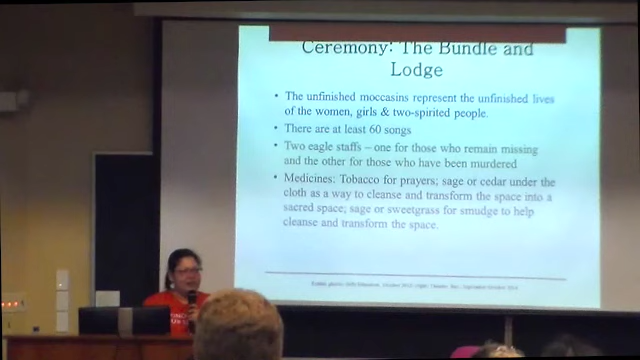 Ceremony: The Bundle and
Lodge
• The unfinished moccasins represent the unfinished lives
of the women, girls & two-spirited people.
• There are at least 60 songs
• Two eagle staffs – one for those who remain missing
and the other for those who have been murdered
• Medicines: Tobacco for prayers; sage or cedar under the
cloth as a way to cleanse and transform the space into a
sacred space; sage or sweetgrass for smudge to help
cleanse and transform the space.